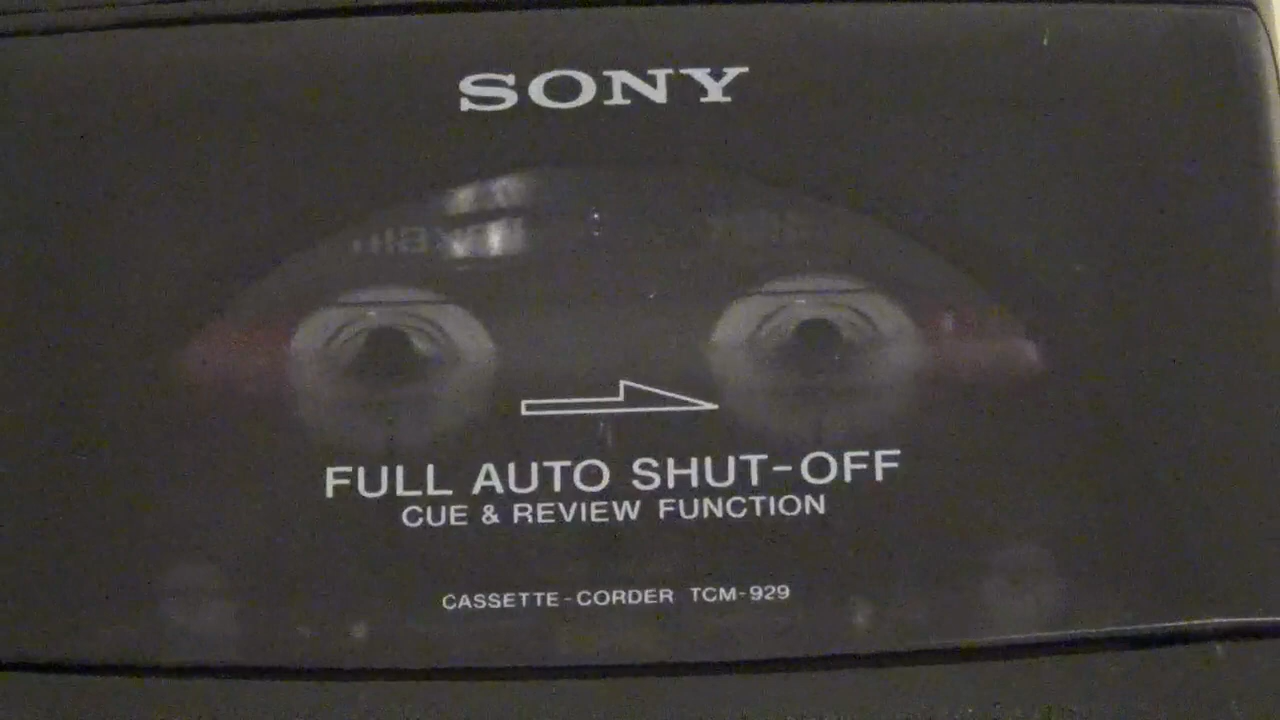 SONY
FULL AUTO SHUT-OFF
CUE & REVIEW FUNCTION
CASSETTE-CORDER TCM-929